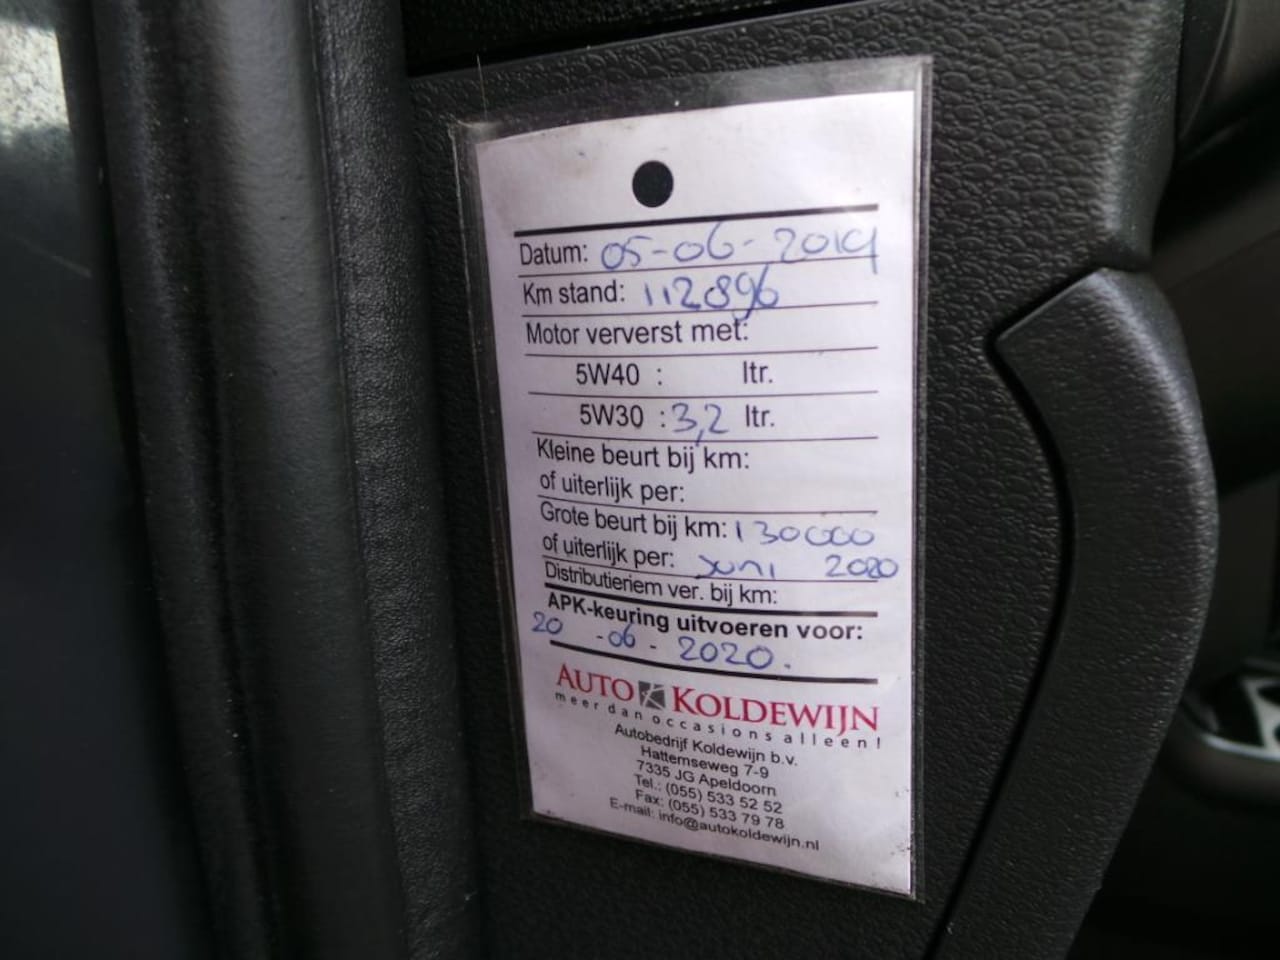 Datum: 05-06-2019
Km stand: 112896
Motor ververst met:
5W40 : ltr.
5W30 : 3,2 ltr.
Kleine beurt bij km:
of uiterlijk per:
Grote beurt bij km: 130000
of uiterlijk per: Juni 2020
Distributieriem ver. bij km:
APK-keuring uitvoeren voor:
20-06-2020.
AUTO KOLDEWIJN
meer dan occasions alleen!
Autobedrijf Koldewijn b.v.
Hattemseweg 7-9
7335 JG Apeldoorn
Tel.: (055) 533 52 52
Fax: (055) 533 79 78
E-mail: info@autokoldewijn.nl